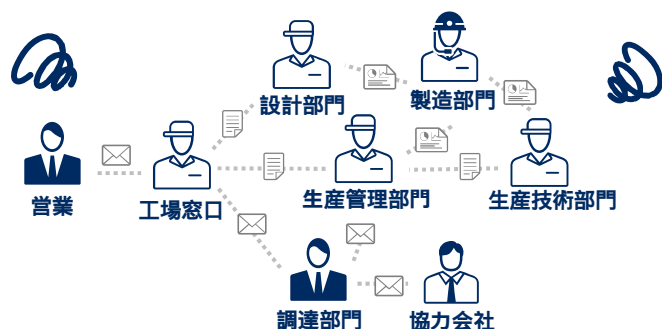 設計部門
製造部門
営業
工場窓口
生産管理部門
生産技術部門
調達部門
協力会社